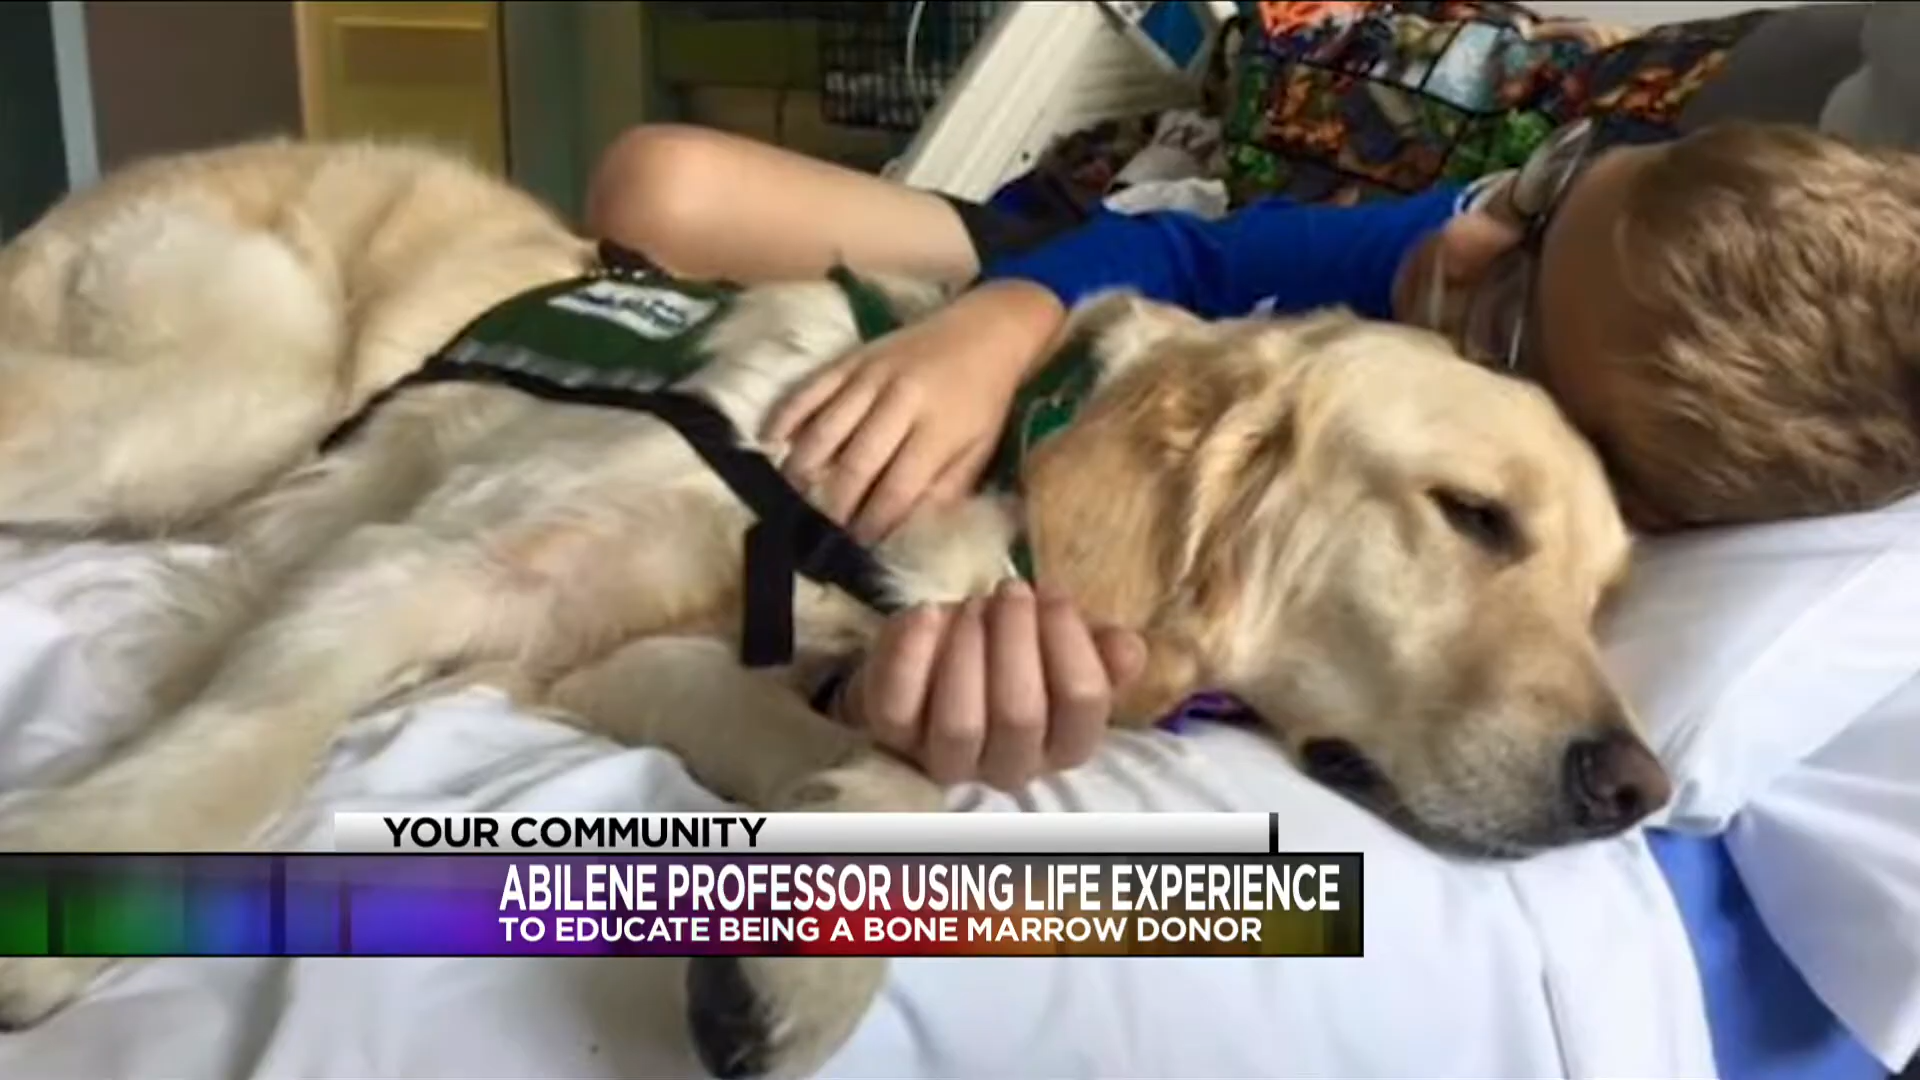 YOUR COMMUNITY
ABILENE PROFESSOR USING LIFE EXPERIENCE
TO EDUCATE BEING A BONE MARROW DONOR